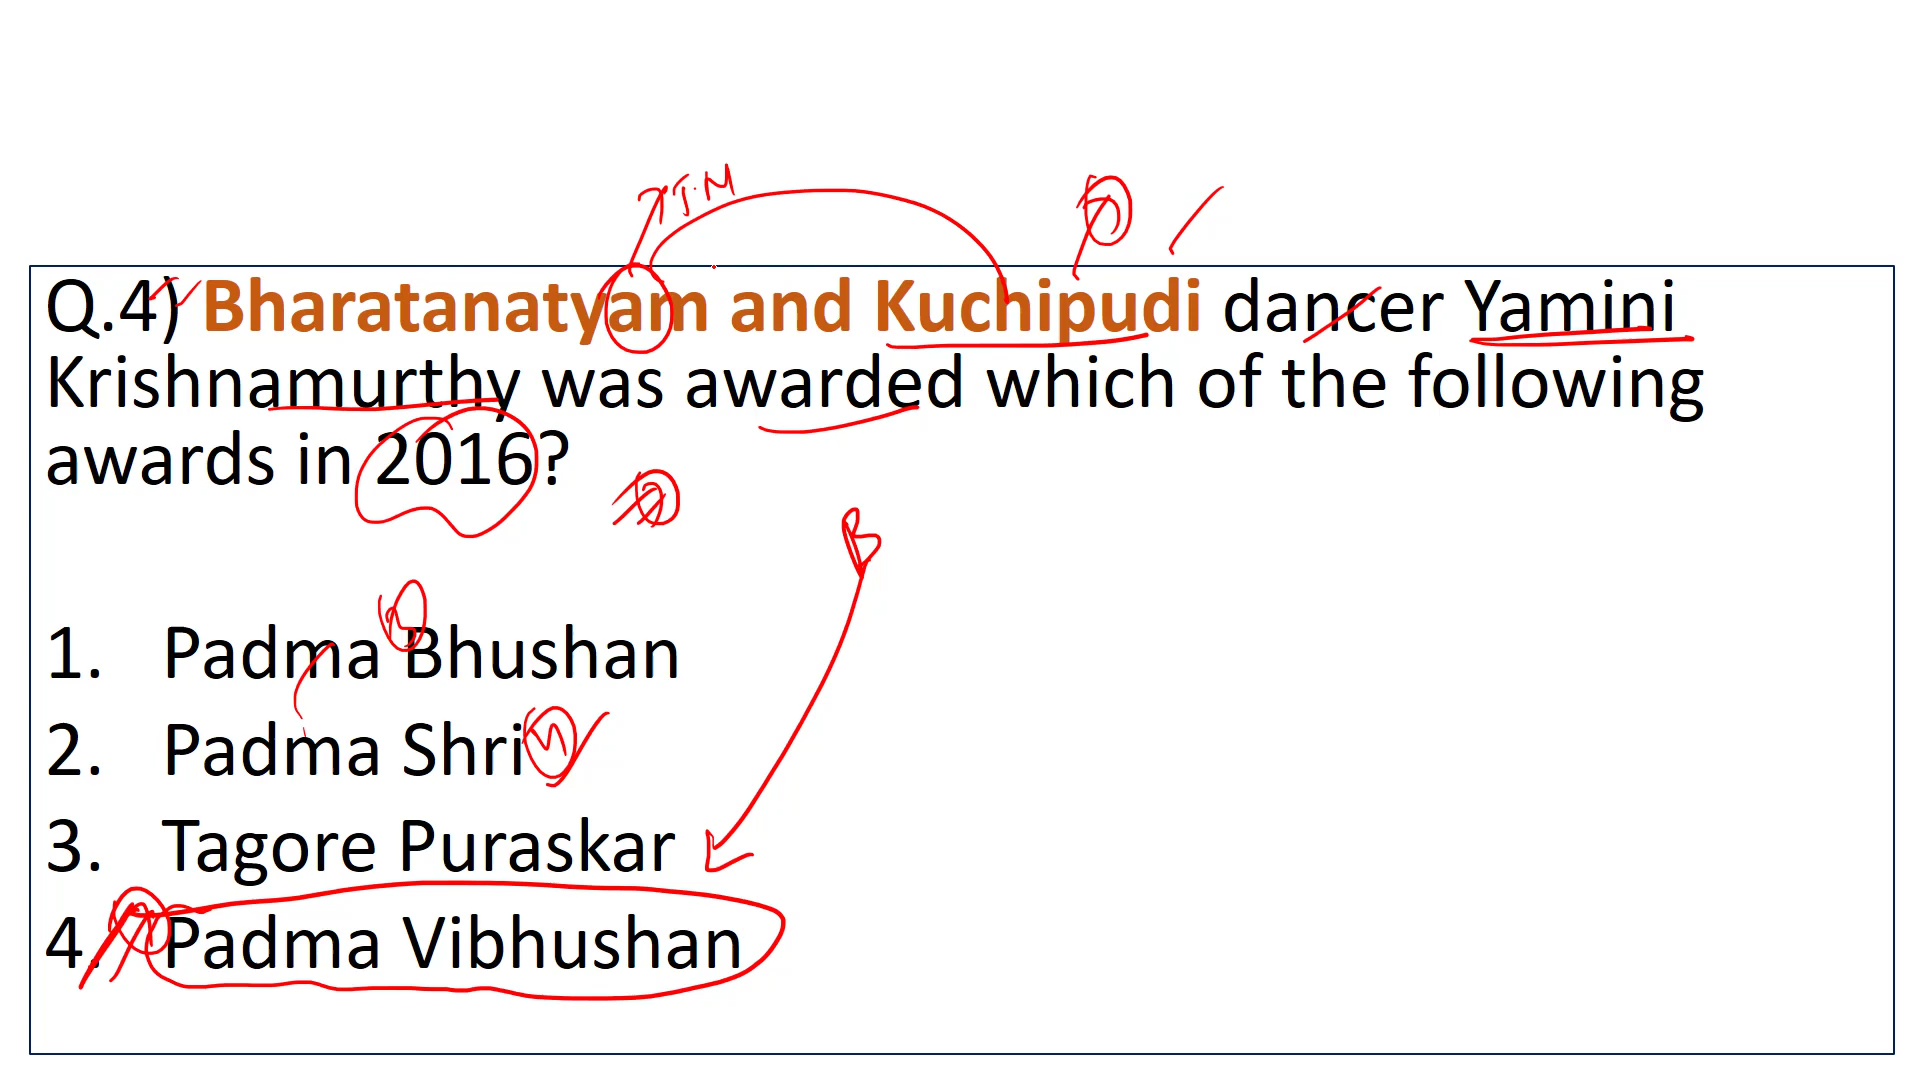 T.M
Q.4) Bharatanatyam and Kuchipudi dancer Yamini
Krishnamurthy was awarded which of the following
awards in 2016?
B
1. Padma Bhushan
2. Padma Shri
3. Tagore Puraskar
4. Padma Vibhushan